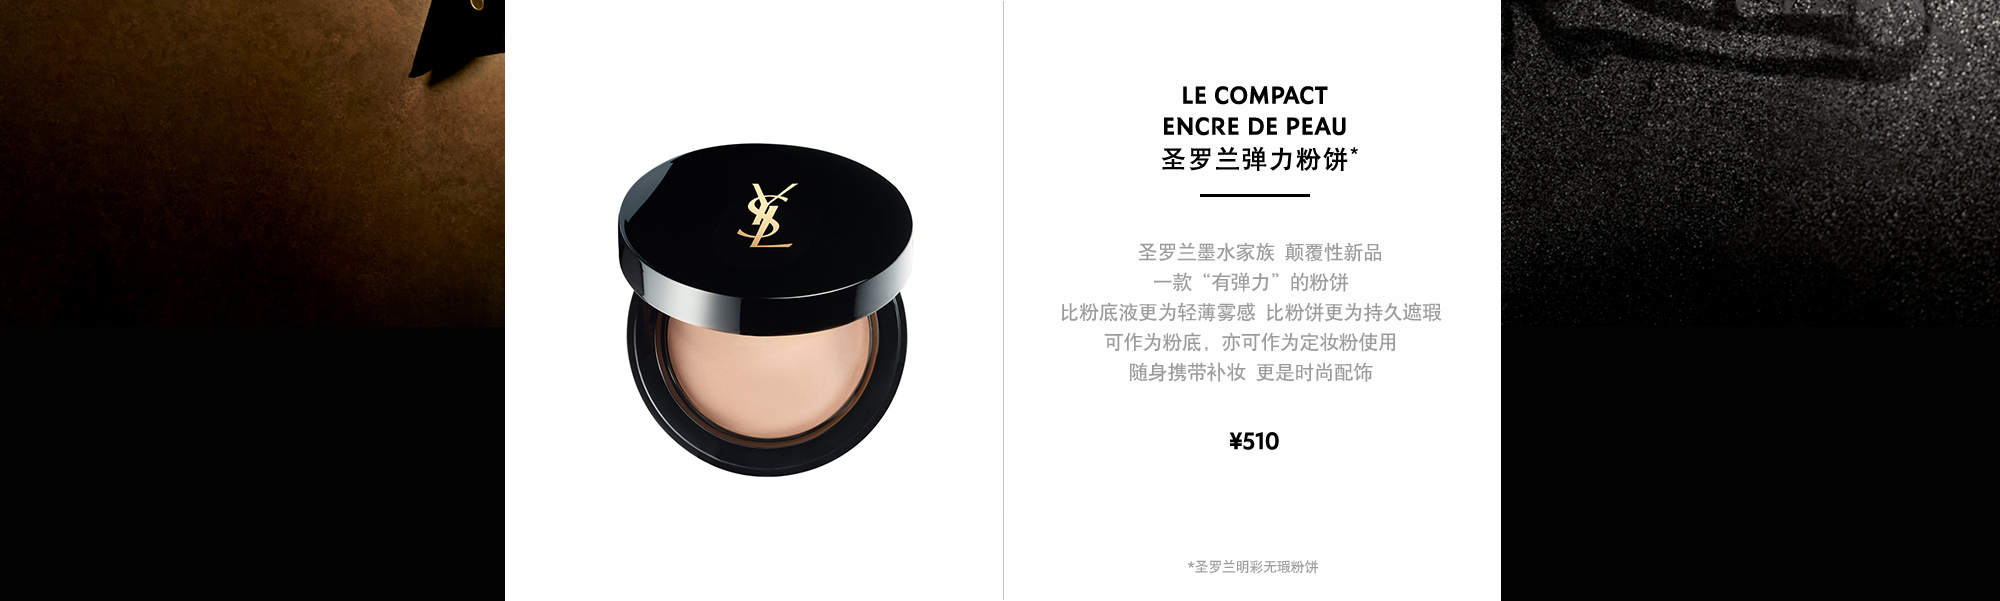 YSL
LE COMPACT
ENCRE DE PEAU
圣罗兰弹力粉饼*
圣罗兰墨水家族 颠覆性新品
一款“有弹力”的粉饼
比粉底液更为轻薄雾感 比粉饼更为持久遮瑕
可作为粉底，亦可作为定妆粉使用
随身携带补妆 更是时尚配饰
¥510
*圣罗兰明彩无瑕粉饼